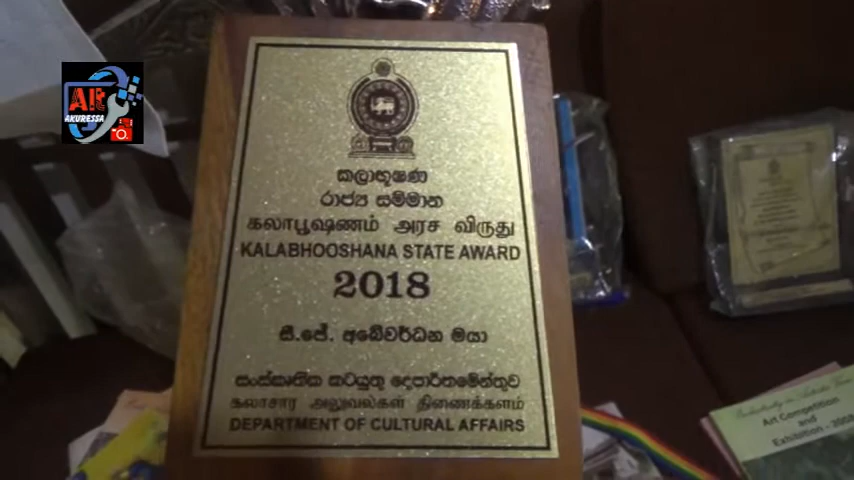 AR
AKURESSA
කලාභූෂණ
රාජ්‍ය සම්මාන
கலாபூஷணம் அரச விருது
KALABHOOSHANA STATE AWARD
2018
සී.ජේ. අබේවර්ධන මයා
සංස්කෘතික කටයුතු දෙපාර්තමේන්තුව
கலாசார அலுவல்கள் திணைக்களம்
DEPARTMENT OF CULTURAL AFFAIRS
Art Competition
and
Exhibition - 2008